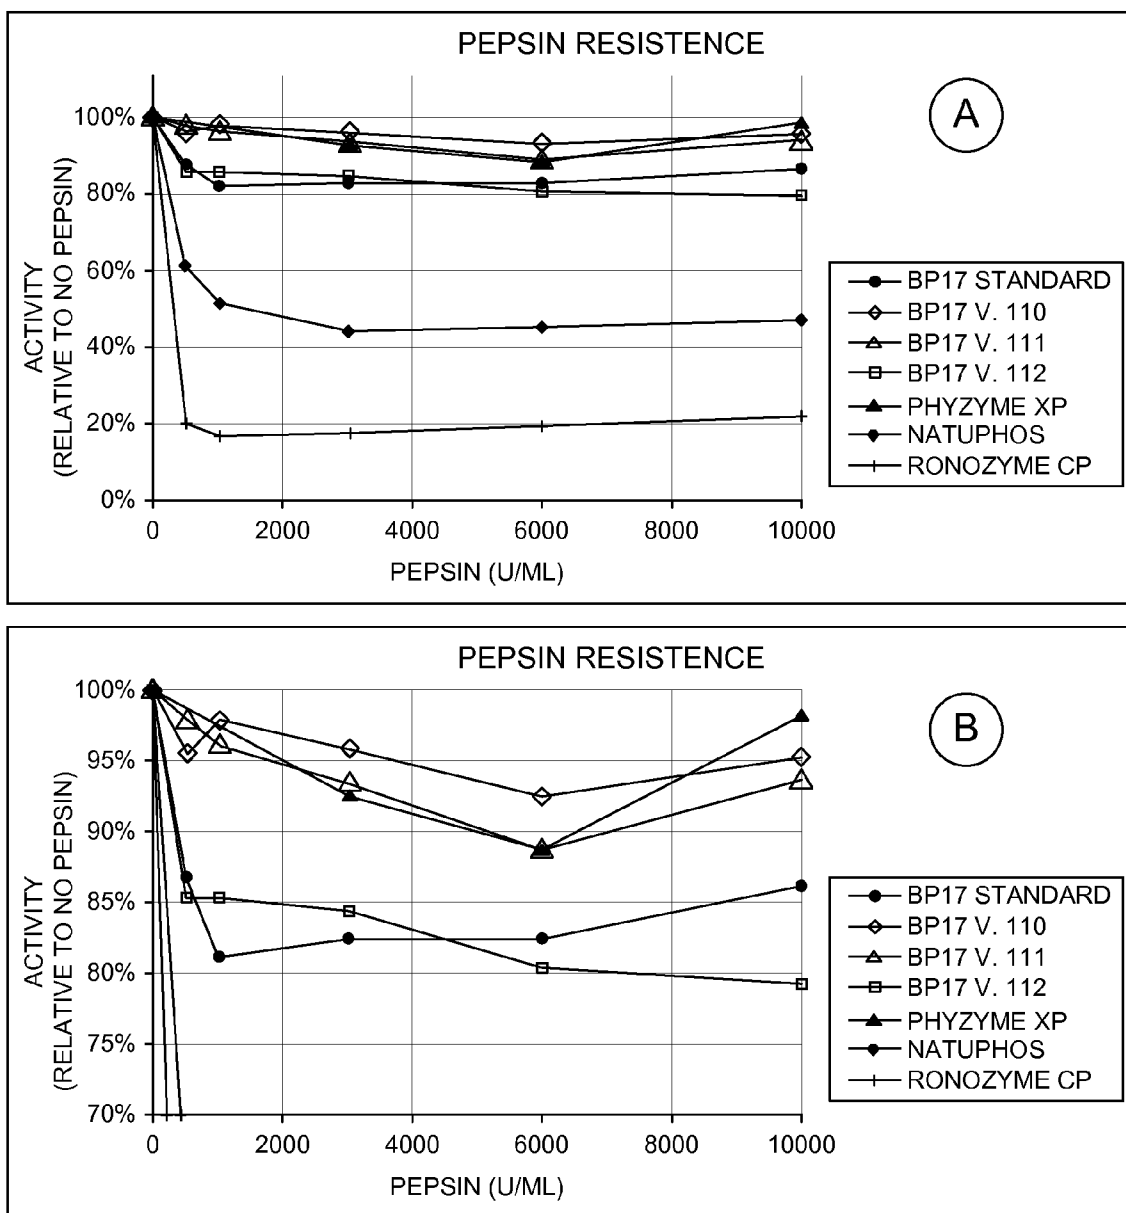 PEPSIN RESISTENCE
A
ACTIVITY
(RELATIVE TO NO PEPSIN)
100%
80%
60%
40%
20%
0%
0 2000 4000 6000 8000 10000
PEPSIN (U/ML)
BP17 STANDARD
BP17 V. 110
BP17 V. 111
BP17 V. 112
PHYZYME XP
NATUPHOS
RONOZYME CP
PEPSIN RESISTENCE
B
ACTIVITY
(RELATIVE TO NO PEPSIN)
100%
95%
90%
85%
80%
75%
70%
0 2000 4000 6000 8000 10000
PEPSIN (U/ML)
BP17 STANDARD
BP17 V. 110
BP17 V. 111
BP17 V. 112
PHYZYME XP
NATUPHOS
RONOZYME CP